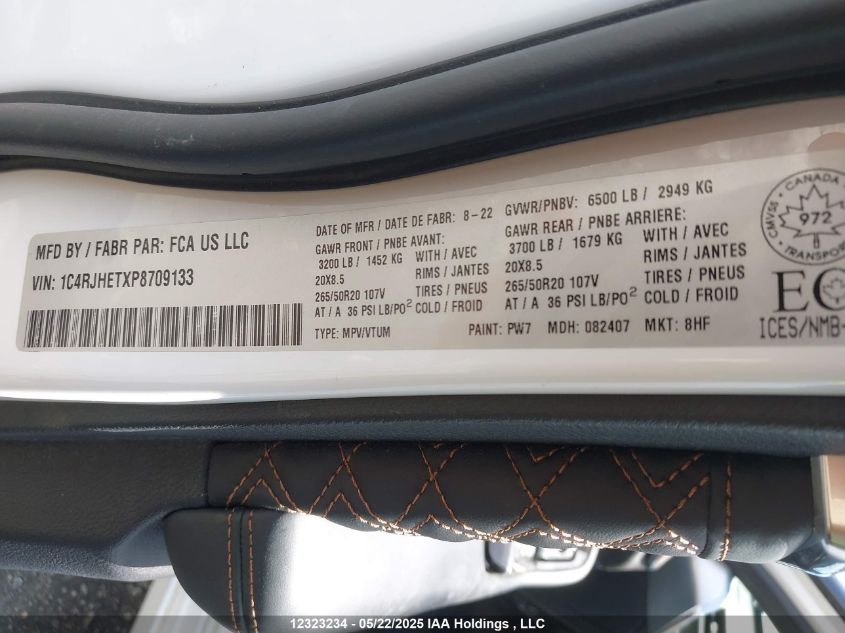 MFD BY / FABR PAR: FCA US LLC
VIN: 1C4RJHETXP8709133
DATE OF MFR / DATE DE FABR: 8-22
GVWR/PNBV: 6500 LB / 2949 KG
GAWR FRONT / PNBE AVANT:
3200 LB / 1452 KG WITH / AVEC
20X8.5 RIMS / JANTES
265/50R20 107V TIRES / PNEUS
AT / A 36 PSI LB/PO2 COLD / FROID
GAWR REAR / PNBE ARRIERE:
3700 LB / 1679 KG WITH / AVEC
20X8.5 RIMS / JANTES
265/50R20 107V TIRES / PNEUS
AT / A 36 PSI LB/PO2 COLD / FROID
TYPE: MPV/VTUM PAINT: PW7 MDH: 082407 MKT: 8HF
CANADA
CMVSS
972
TRANSPORT
ICES/NMB-
12323234 - 05/22/2025 IAA Holdings , LLC